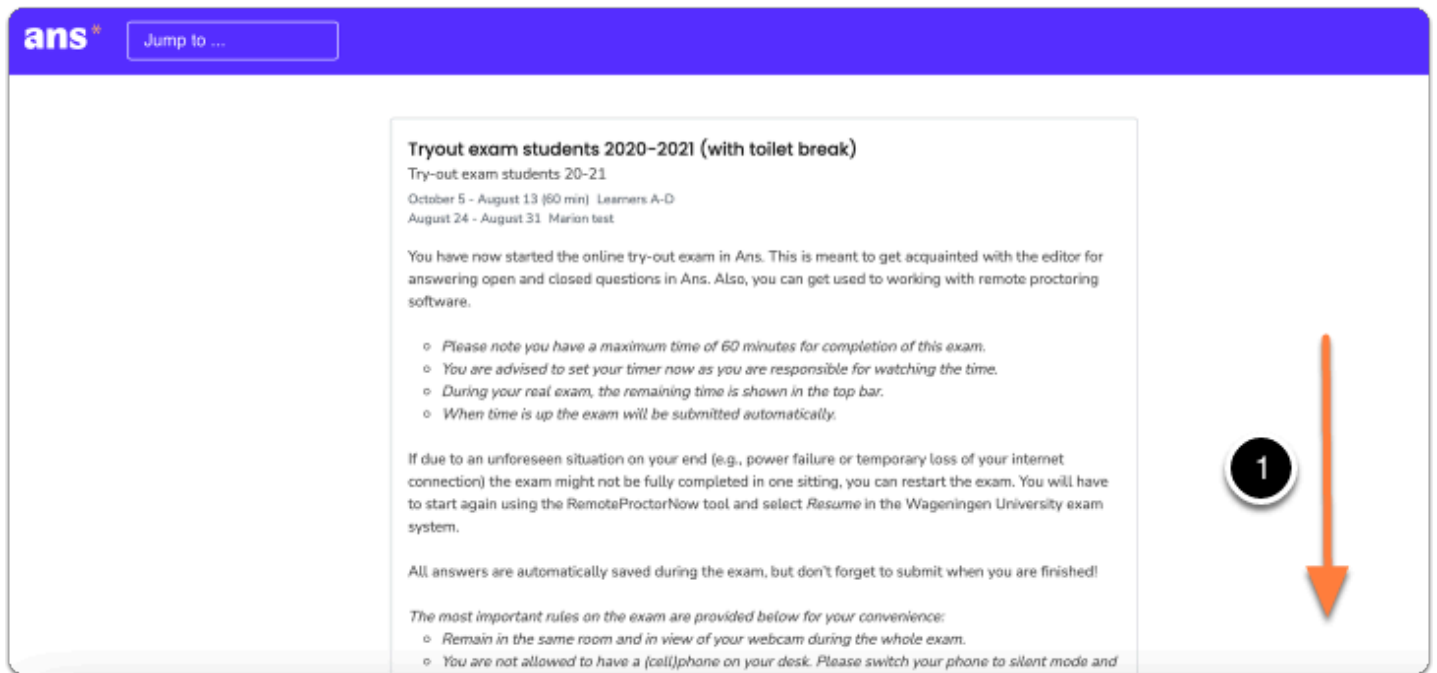 ans*
Jump to ...
Tryout exam students 2020-2021 (with toilet break)
Try-out exam students 20-21
October 5 - August 13 (60 min) Learners A-D
August 24 - August 31 Marion test
You have now started the online try-out exam in Ans. This is meant to get acquainted with the editor for
answering open and closed questions in Ans. Also, you can get used to working with remote proctoring
software.
Please note you have a maximum time of 60 minutes for completion of this exam.
You are advised to set your timer now as you are responsible for watching the time.
During your real exam, the remaining time is shown in the top bar.
When time is up the exam will be submitted automatically.
If due to an unforeseen situation on your end (e.g., power failure or temporary loss of your internet
connection) the exam might not be fully completed in one sitting, you can restart the exam. You will have
to start again using the RemoteProctorNow tool and select Resume in the Wageningen University exam
system.
All answers are automatically saved during the exam, but don't forget to submit when you are finished!
The most important rules on the exam are provided below for your convenience:
Remain in the same room and in view of your webcam during the whole exam.
You are not allowed to have a (cell)phone on your desk. Please switch your phone to silent mode and
1